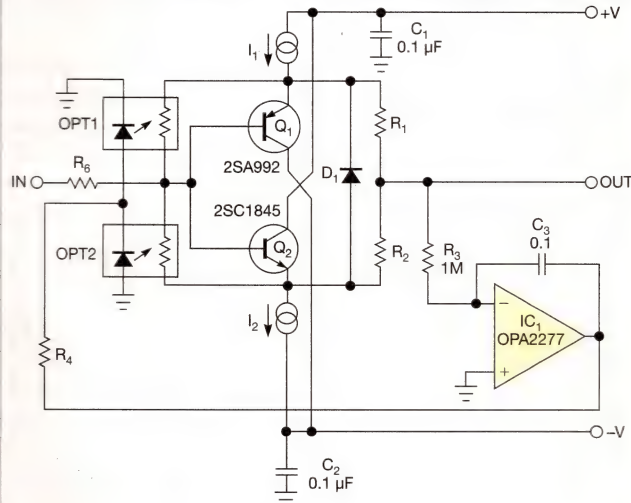 +V
C1
0.1 µF
I1
OPT1
Q1
R1
R6
2SA992
D1
IN
OUT
2SC1845
C3
0.1
OPT2
Q2
R2
R3
1M
−
IC1
OPA2277
I2
R4
+
−V
C2
0.1 µF